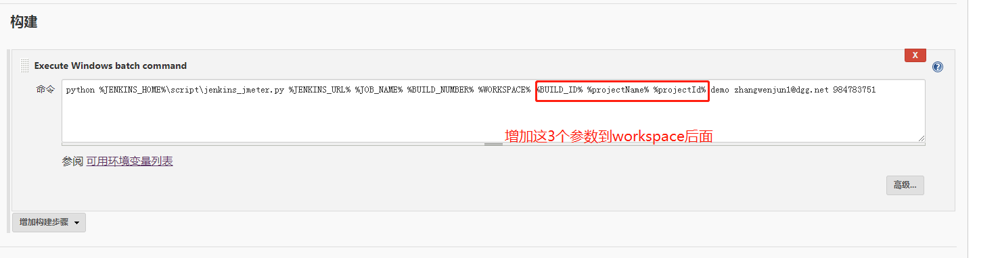 构建
X
Execute Windows batch command
命令
python %JENKINS_HOME%\script\jenkins_jmeter.py %JENKINS_URL% %JOB_NAME% %BUILD_NUMBER% %WORKSPACE% %BUILD_ID% %projectName% %projectId% demo zhangwenjun1@dgg.net 984783751
增加这3个参数到workspace后面
参阅 可用环境变量列表
高级...
增加构建步骤